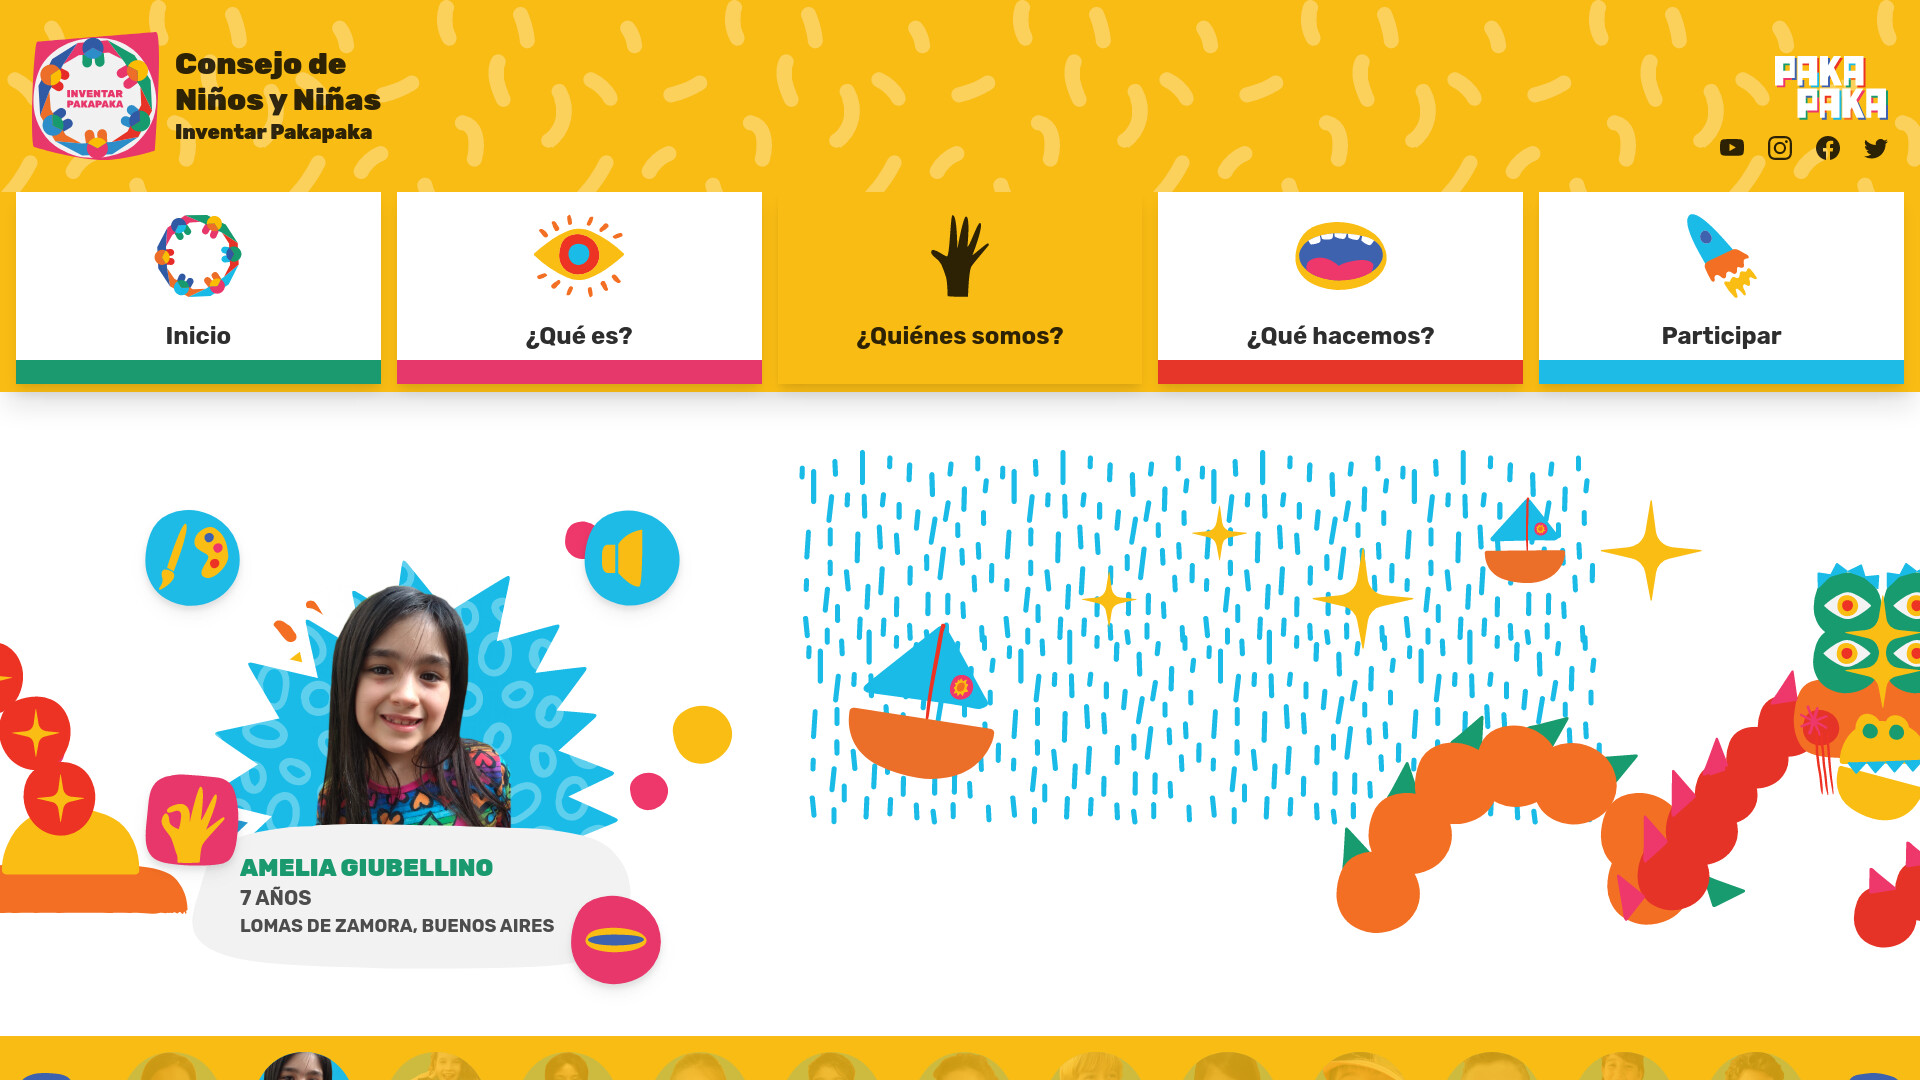 INVENTAR
PAKAPAKA
Consejo de
Niños y Niñas
Inventar Pakapaka
PAKA
PAKA
Inicio
¿Qué es?
¿Quiénes somos?
¿Qué hacemos?
Participar
AMELIA GIUBELLINO
7 AÑOS
LOMAS DE ZAMORA, BUENOS AIRES